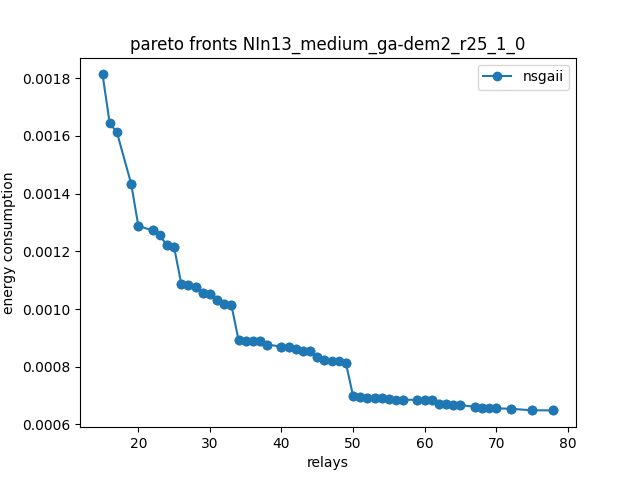 pareto fronts NIn13_medium_ga-dem2_r25_1_0
nsgaii
0.0018
0.0016
0.0014
0.0012
0.0010
0.0008
0.0006
energy consumption
20 30 40 50 60 70 80
relays